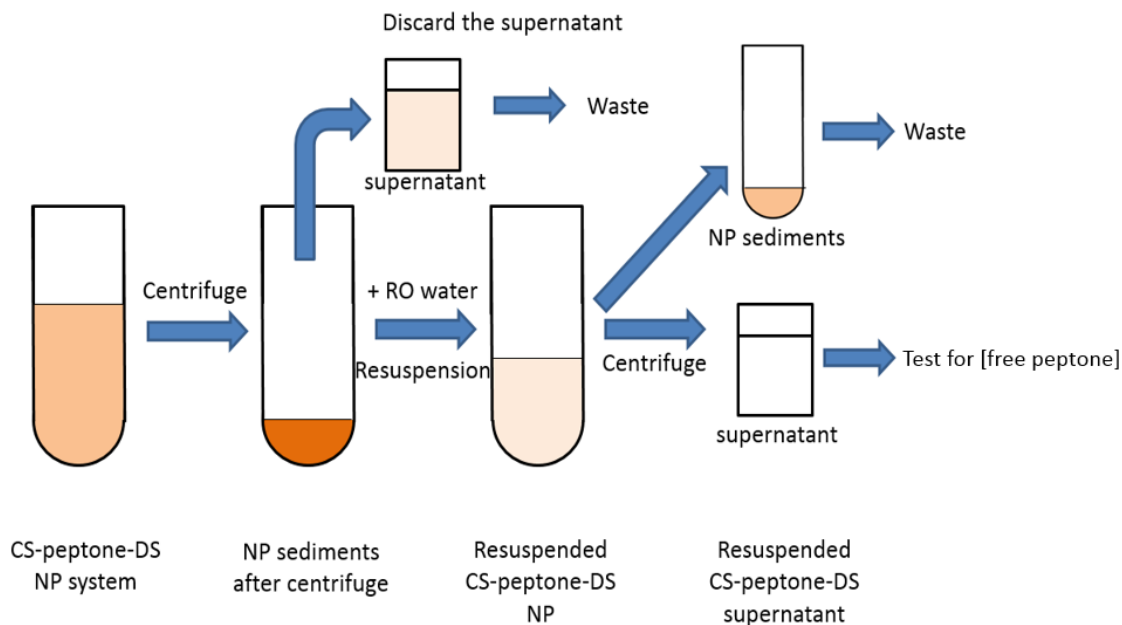 Discard the supernatant
Waste
supernatant
Waste
NP sediments
Centrifuge
+ RO water
Resuspension
Centrifuge
Test for [free peptone]
supernatant
CS-peptone-DS
NP system
NP sediments
after centrifuge
Resuspended
CS-peptone-DS
NP
Resuspended
CS-peptone-DS
supernatant